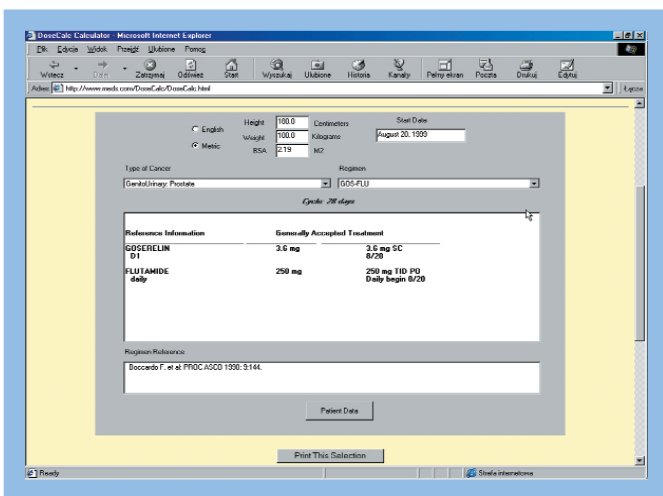 DoseCalc Calculator - Microsoft Internet Explorer
Plik Edycja Widok Przejdź Ulubione Pomoc
Wstecz Dalej Zatrzymaj Odśwież Start Wyszukaj Ulubione Historia Kanały Pełny ekran Poczta Drukuj Edytuj
Adres http://www.meds.com/DoseCalc/DoseCalc.html Łącza
English Height 180.0 Centimeters Start Date
Metric Weight 100.0 Kilograms August 20, 1999
BSA 2.19 M2
Type of Cancer Regimen
GenitoUrinary: Prostate GOS-FLU
Cycle 28 days
Reference Information Generally Accepted Treatment
GOSERELIN 3.6 mg 3.6 mg SC
D1 8/20
FLUTAMIDE 250 mg 250 mg TID PO
daily Daily begin 8/20
Regimen Reference
Boccardo F. et al: PROC ASCO 1990; 9:144.
Patient Data
Print This Selection
Ready Strefa internetowa